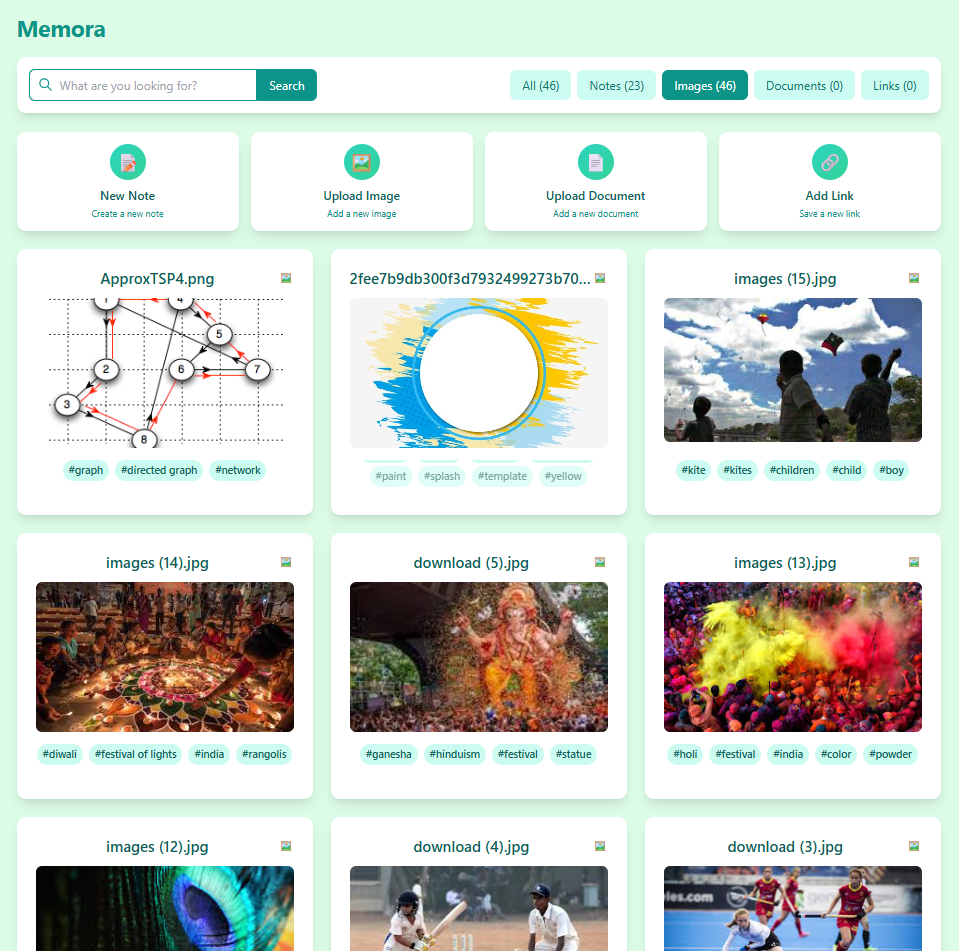 Memora
What are you looking for?
Search
All (46)
Notes (23)
Images (46)
Documents (0)
Links (0)
New Note
Create a new note
Upload Image
Add a new image
Upload Document
Add a new document
Add Link
Save a new link
ApproxTSP4.png
2fee7b9db300f3d7932499273b70...
images (15).jpg
1
4
5
2
6
7
3
8
#graph #directed graph #network
#paint #splash #template #yellow
#kite #kites #children #child #boy
images (14).jpg
download (5).jpg
images (13).jpg
#diwali #festival of lights #india #rangolis
#ganesha #hinduism #festival #statue
#holi #festival #india #color #powder
images (12).jpg
download (4).jpg
download (3).jpg
les.com